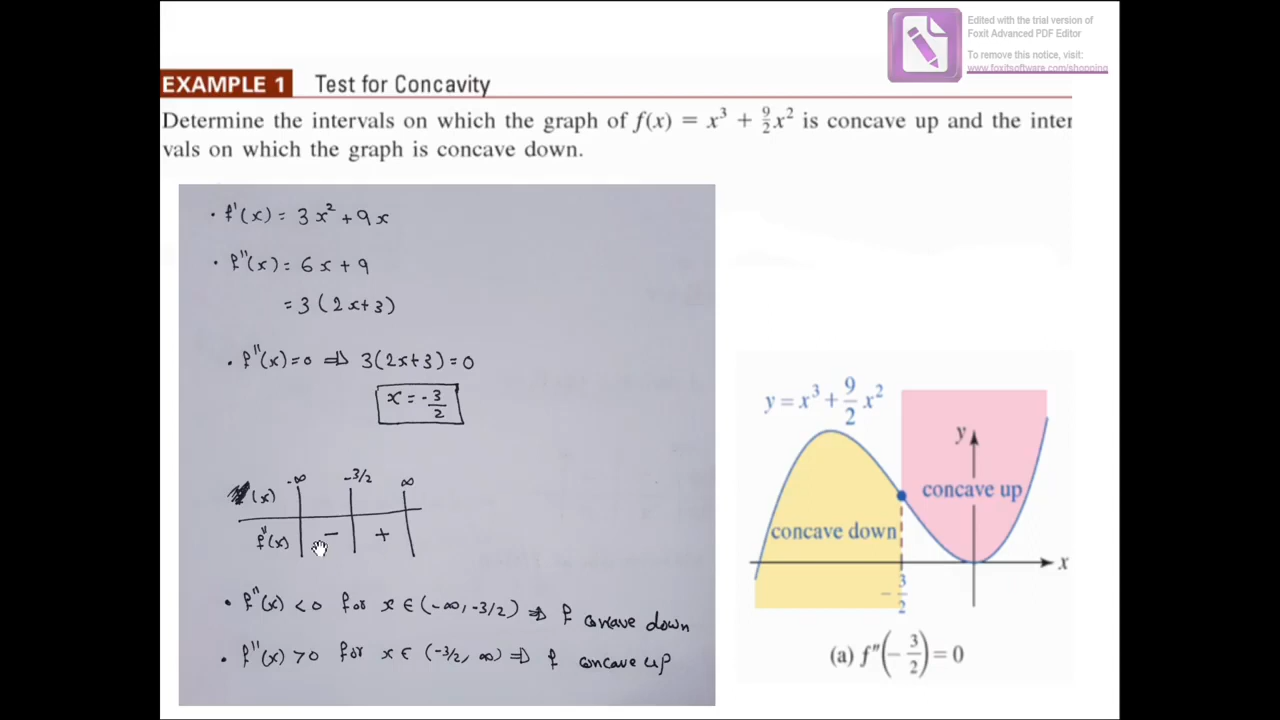 Edited with the trial version of
Foxit Advanced PDF Editor
To remove this notice, visit:
www.foxitsoftware.com/shopping
EXAMPLE 1 Test for Concavity
Determine the intervals on which the graph of f(x) = x³ + 9/2 x² is concave up and the inter
vals on which the graph is concave down.
• f'(x) = 3x² + 9x
• f''(x) = 6x + 9
= 3(2x+3)
• f''(x) = 0 ⇒ 3(2x+3) = 0
x = -3/2
(x) -∞ -3/2 ∞
f''(x) - +
• f''(x) < 0 for x ∈ (-∞, -3/2) ⇒ f concave down
• f''(x) > 0 for x ∈ (-3/2, ∞) ⇒ f concave up
y = x³ + 9/2 x²
y
concave up
concave down
x
-3/2
(a) f''(-3/2) = 0